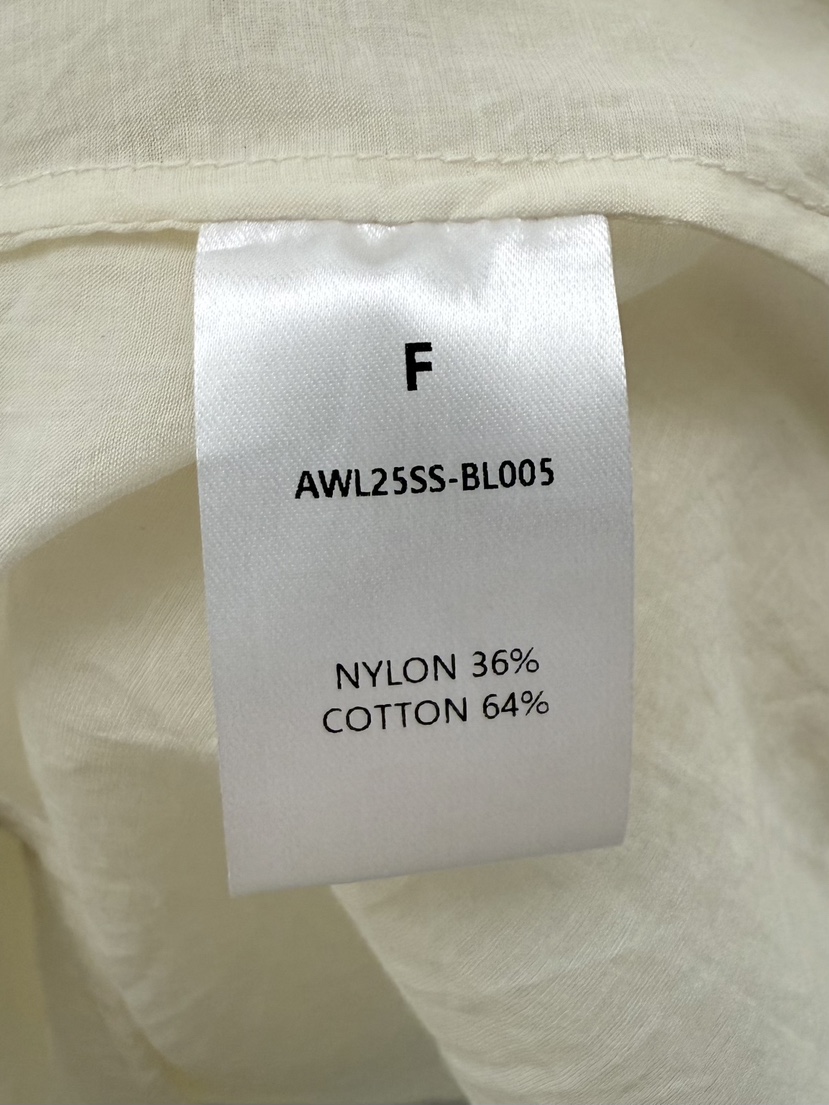 F
AWL25SS-BL005
NYLON 36%
COTTON 64%